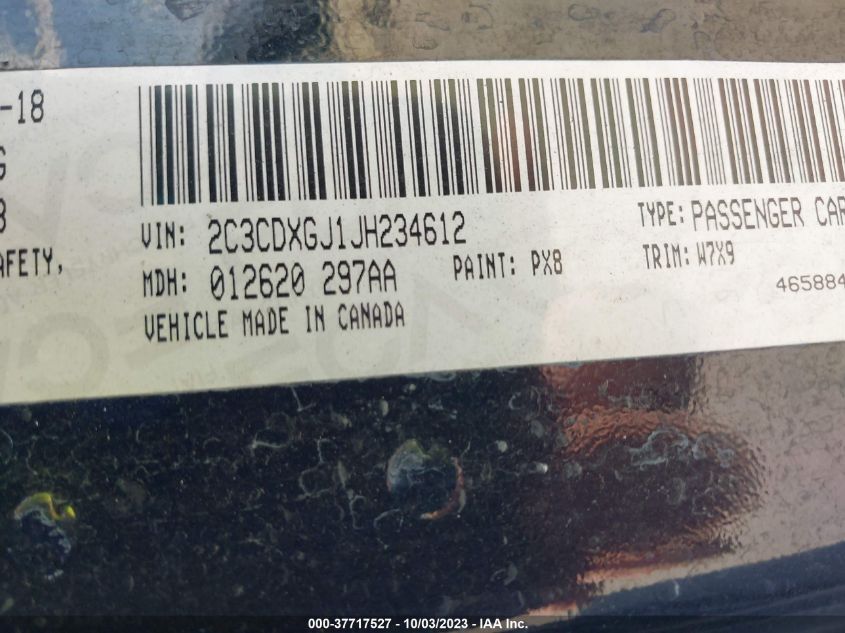 -18
G
8
AFETY,
VIN: 2C3CDXGJ1JH234612
TYPE: PASSENGER CAR
MDH: 012620 297AA
PAINT: PX8
TRIM: W7X9
VEHICLE MADE IN CANADA
465884
000-37717527 - 10/03/2023 - IAA Inc.